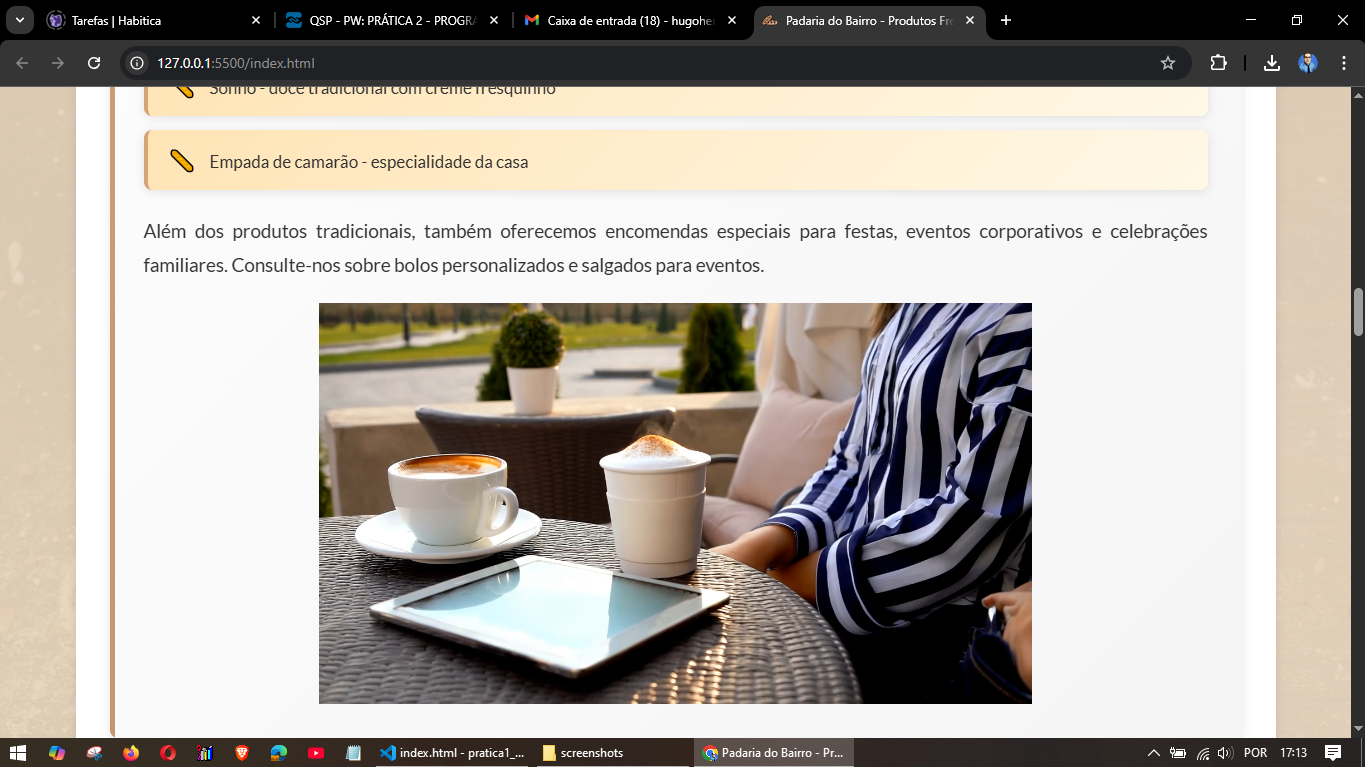 Tarefas | Habitica
QSP - PW: PRÁTICA 2 - PROGRA
Caixa de entrada (18) - hugoher
Padaria do Bairro - Produtos Fre
127.0.0.1:5500/index.html
Sonho - doce tradicional com creme fresquinho
Empada de camarão - especialidade da casa
Além dos produtos tradicionais, também oferecemos encomendas especiais para festas, eventos corporativos e celebrações
familiares. Consulte-nos sobre bolos personalizados e salgados para eventos.
index.html - pratica1_...
screenshots
Padaria do Bairro - Pr...
POR
17:13